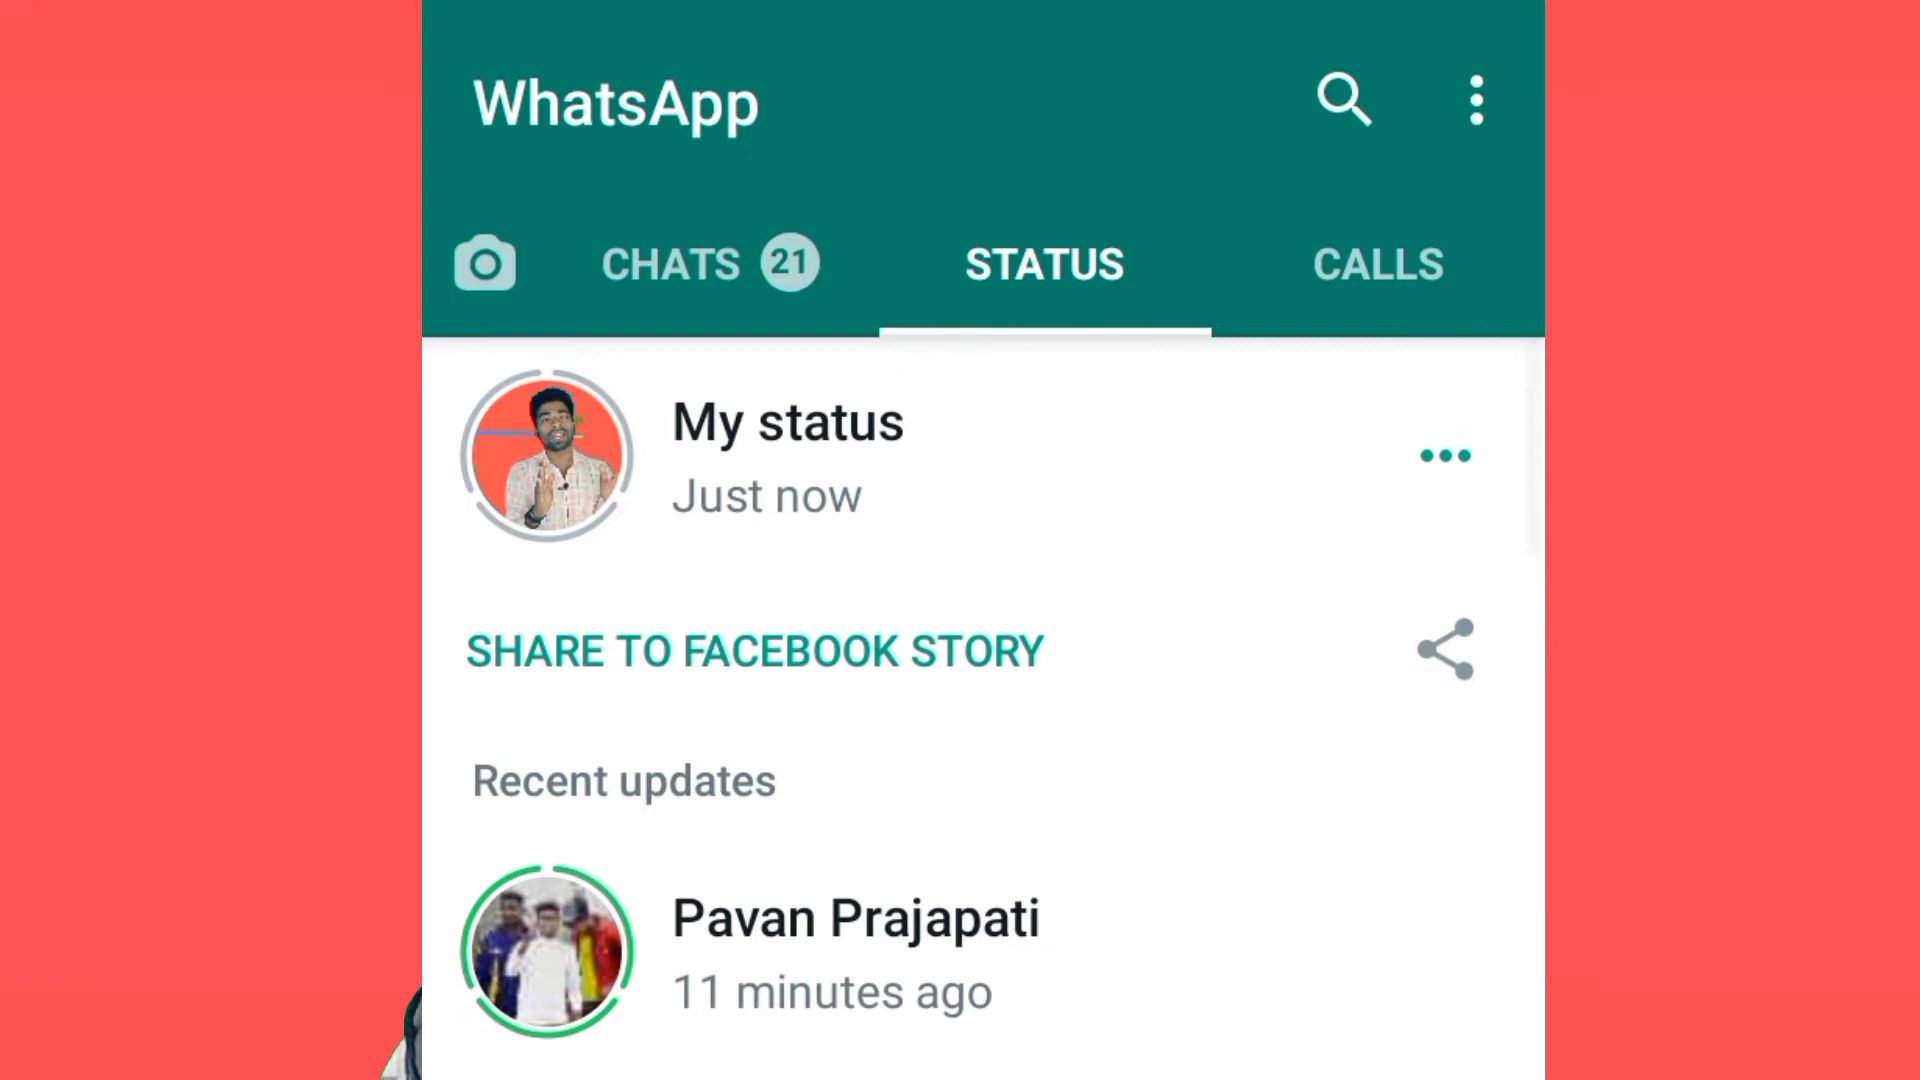 WhatsApp
CHATS 21 STATUS CALLS
My status
Just now
SHARE TO FACEBOOK STORY
Recent updates
Pavan Prajapati
11 minutes ago